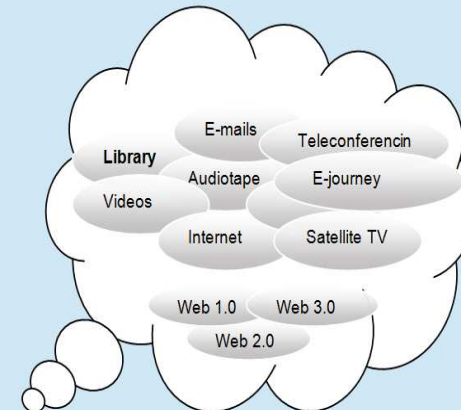 E-mails
Teleconferencin
Library
Audiotape
E-journey
Videos
Internet
Satellite TV
Web 1.0
Web 3.0
Web 2.0